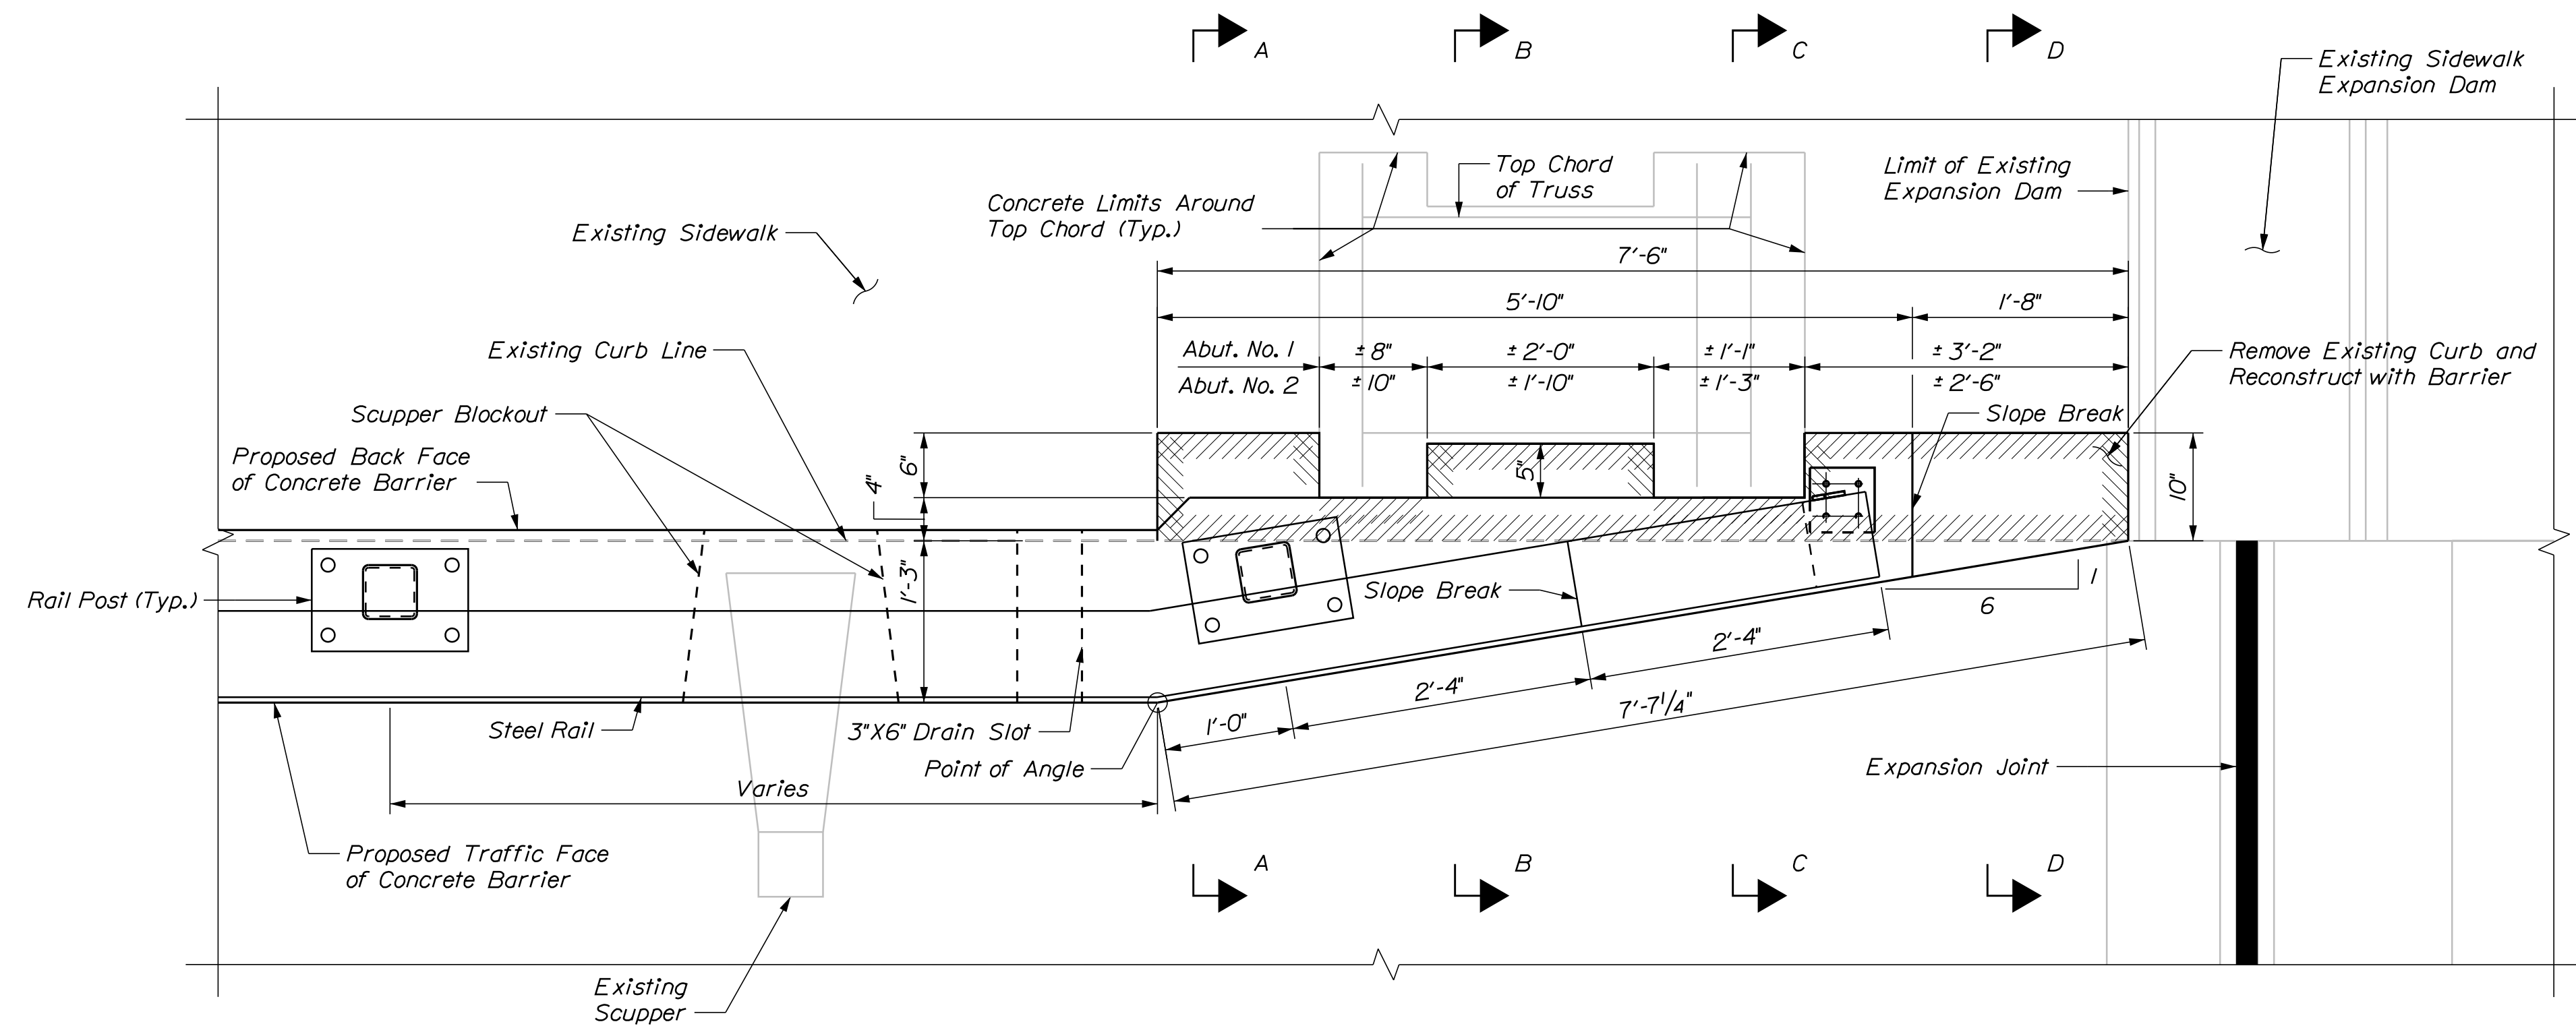 A
B
C
D
Existing Sidewalk
Expansion Dam
Top Chord
of Truss
Limit of Existing
Expansion Dam
Concrete Limits Around
Top Chord (Typ.)
Existing Sidewalk
7'-6"
5'-10"
1'-8"
Existing Curb Line
Abut. No. 1
± 8"
± 2'-0"
± 1'-1"
± 3'-2"
Abut. No. 2
± 10"
± 1'-10"
± 1'-3"
± 2'-6"
Remove Existing Curb and
Reconstruct with Barrier
Scupper Blockout
Slope Break
Proposed Back Face
of Concrete Barrier
6"
4"
5"
10"
1'-3"
Rail Post (Typ.)
Slope Break
1
6
2'-4"
2'-4"
1'-0"
7'-7 1/4"
Steel Rail
3"X6" Drain Slot
Point of Angle
Expansion Joint
Varies
Proposed Traffic Face
of Concrete Barrier
A
B
C
D
Existing
Scupper